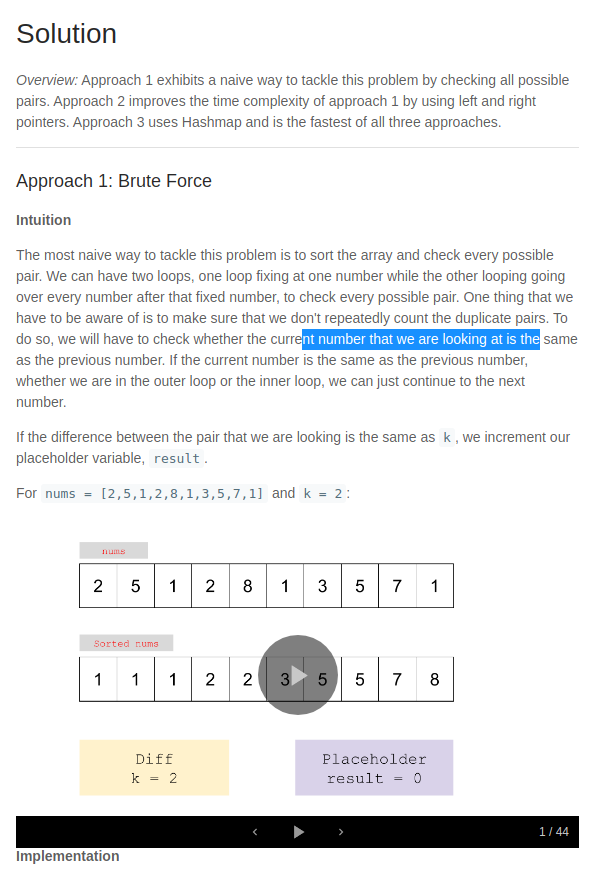 Solution
Overview: Approach 1 exhibits a naive way to tackle this problem by checking all possible
pairs. Approach 2 improves the time complexity of approach 1 by using left and right
pointers. Approach 3 uses Hashmap and is the fastest of all three approaches.
Approach 1: Brute Force
Intuition
The most naive way to tackle this problem is to sort the array and check every possible
pair. We can have two loops, one loop fixing at one number while the other looping going
over every number after that fixed number, to check every possible pair. One thing that we
have to be aware of is to make sure that we don't repeatedly count the duplicate pairs. To
do so, we will have to check whether the current number that we are looking at is the same
as the previous number. If the current number is the same as the previous number,
whether we are in the outer loop or the inner loop, we can just continue to the next
number.
If the difference between the pair that we are looking is the same as k, we increment our
placeholder variable, result.
For nums = [2,5,1,2,8,1,3,5,7,1] and k = 2:
nums
2 5 1 2 8 1 3 5 7 1
Sorted nums
1 1 1 2 2 3 5 5 7 8
Diff
k = 2
Placeholder
result = 0
1 / 44
Implementation